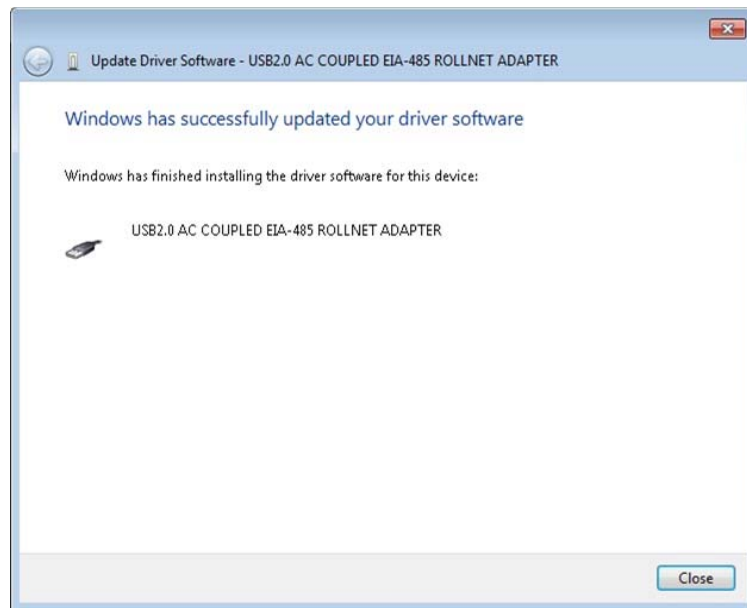 Update Driver Software - USB2.0 AC COUPLED EIA-485 ROLLNET ADAPTER
Windows has successfully updated your driver software
Windows has finished installing the driver software for this device:
USB2.0 AC COUPLED EIA-485 ROLLNET ADAPTER
Close